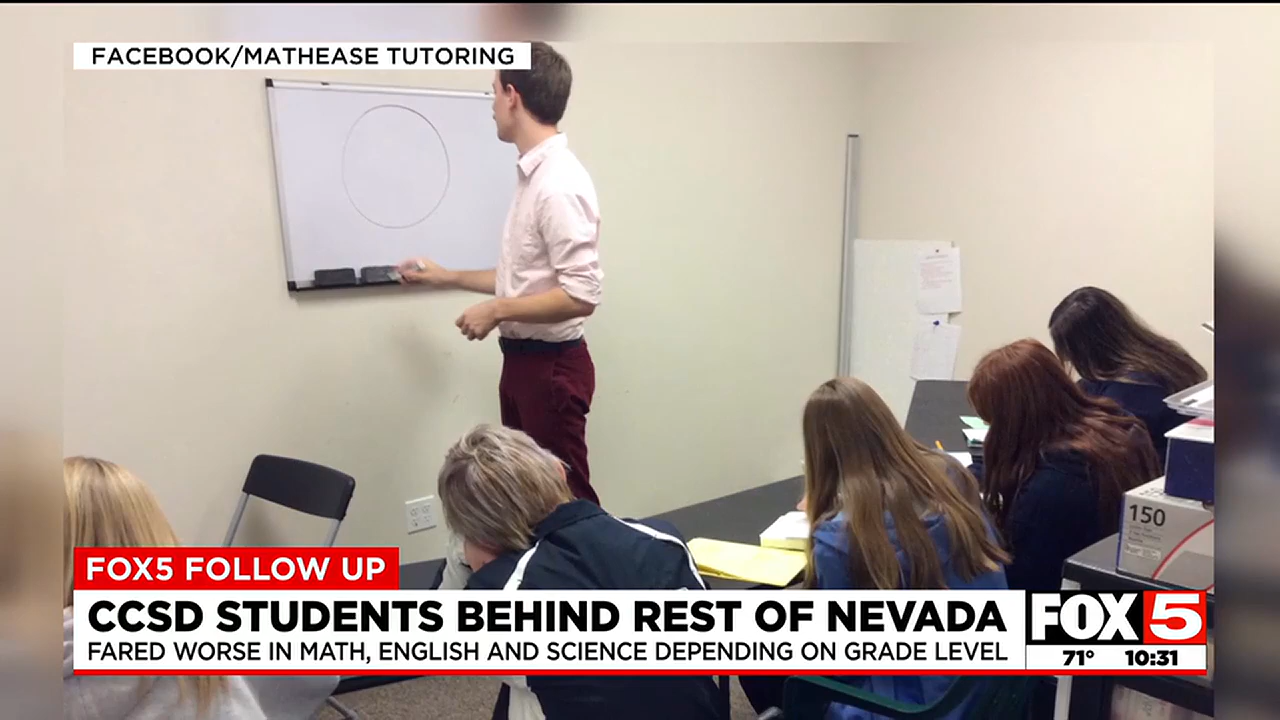 FACEBOOK/MATHEASE TUTORING
150
FOX5 FOLLOW UP
CCSD STUDENTS BEHIND REST OF NEVADA
FARED WORSE IN MATH, ENGLISH AND SCIENCE DEPENDING ON GRADE LEVEL
FOX 5
71° 10:31